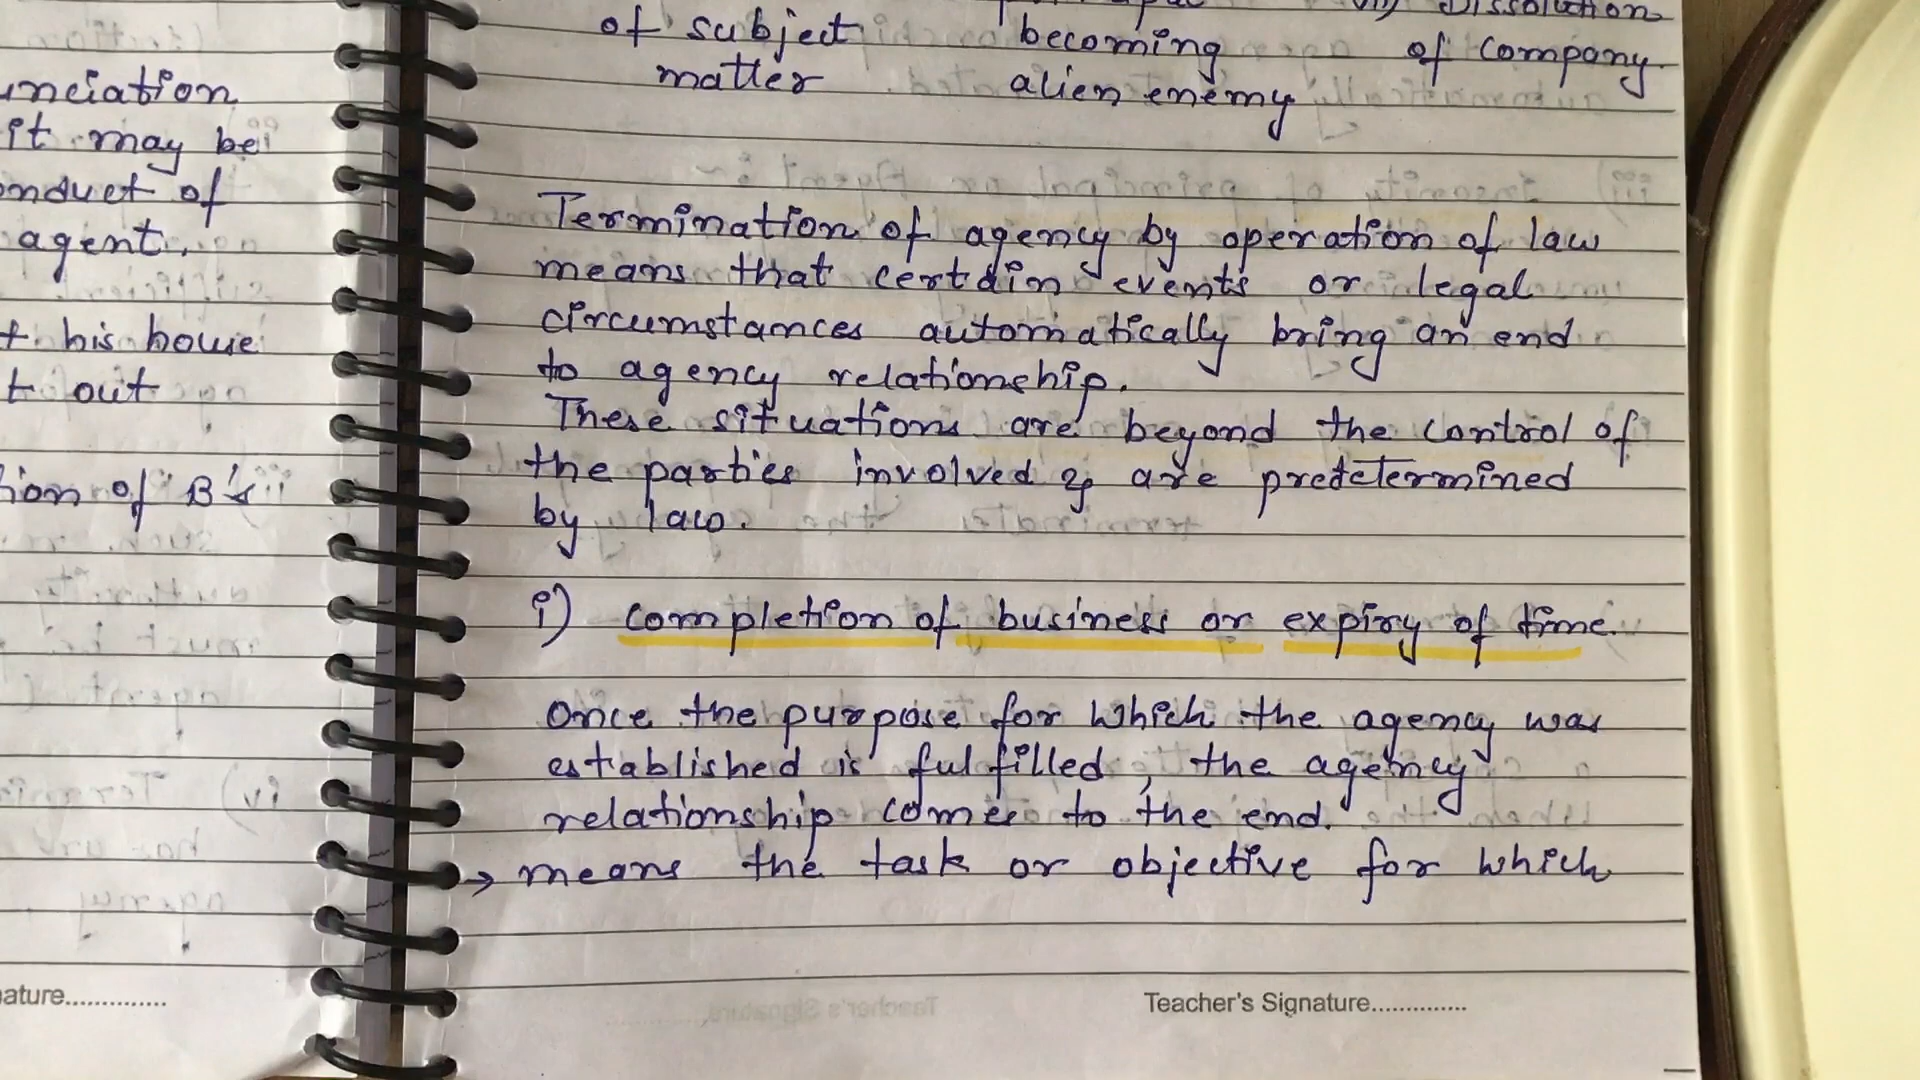 unciation
it may be
onduct of
agent.
t his house
t out
ion of B's
ature..............
Dissolution
of subject becoming of company
matter alien enemy
Termination of agency by operation of law
means that certain events or legal
circumstances automatically bring an end
to agency relationship.
These situations are beyond the control of
the parties involved & are predetermined
by law.
i) completion of business or expiry of time.
Once the purpose for which the agency was
established is fulfilled, the agency
relationship comes to the end.
→ means the task or objective for which
Teacher's Signature..............